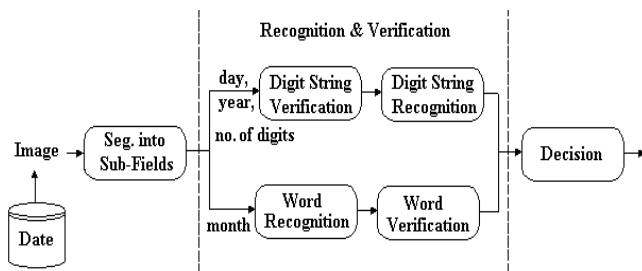 Recognition & Verification
day,
year,
no. of digits
Digit String
Verification
Digit String
Recognition
Image
Seg. into
Sub-Fields
Decision
month
Word
Recognition
Word
Verification
Date